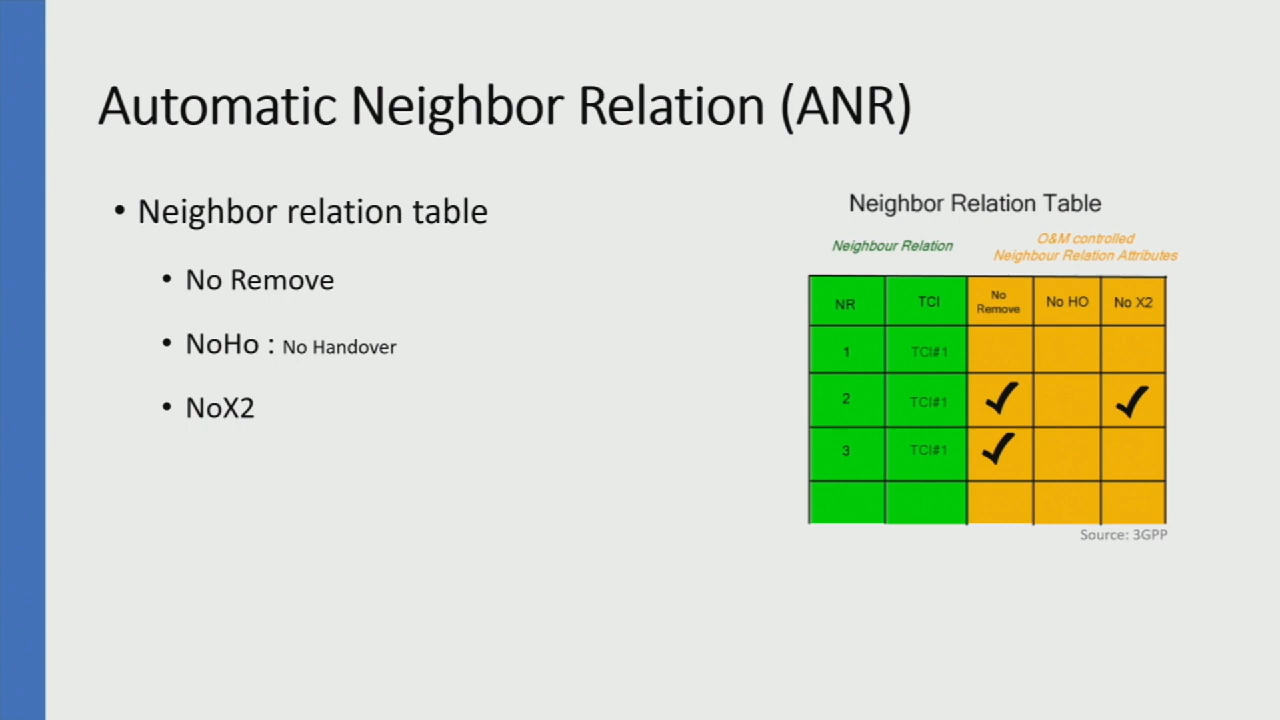 Automatic Neighbor Relation (ANR)
• Neighbor relation table
• No Remove
• NoHo : No Handover
• NoX2
Neighbor Relation Table
Neighbour Relation
O&M controlled
Neighbour Relation Attributes
NR TCI No Remove No HO No X2
1 TCI#1
2 TCI#1 ✓ ✓
3 TCI#1 ✓
Source: 3GPP